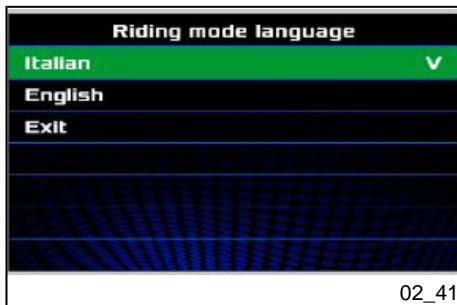 Riding mode language
Italian V
English
Exit
02_41